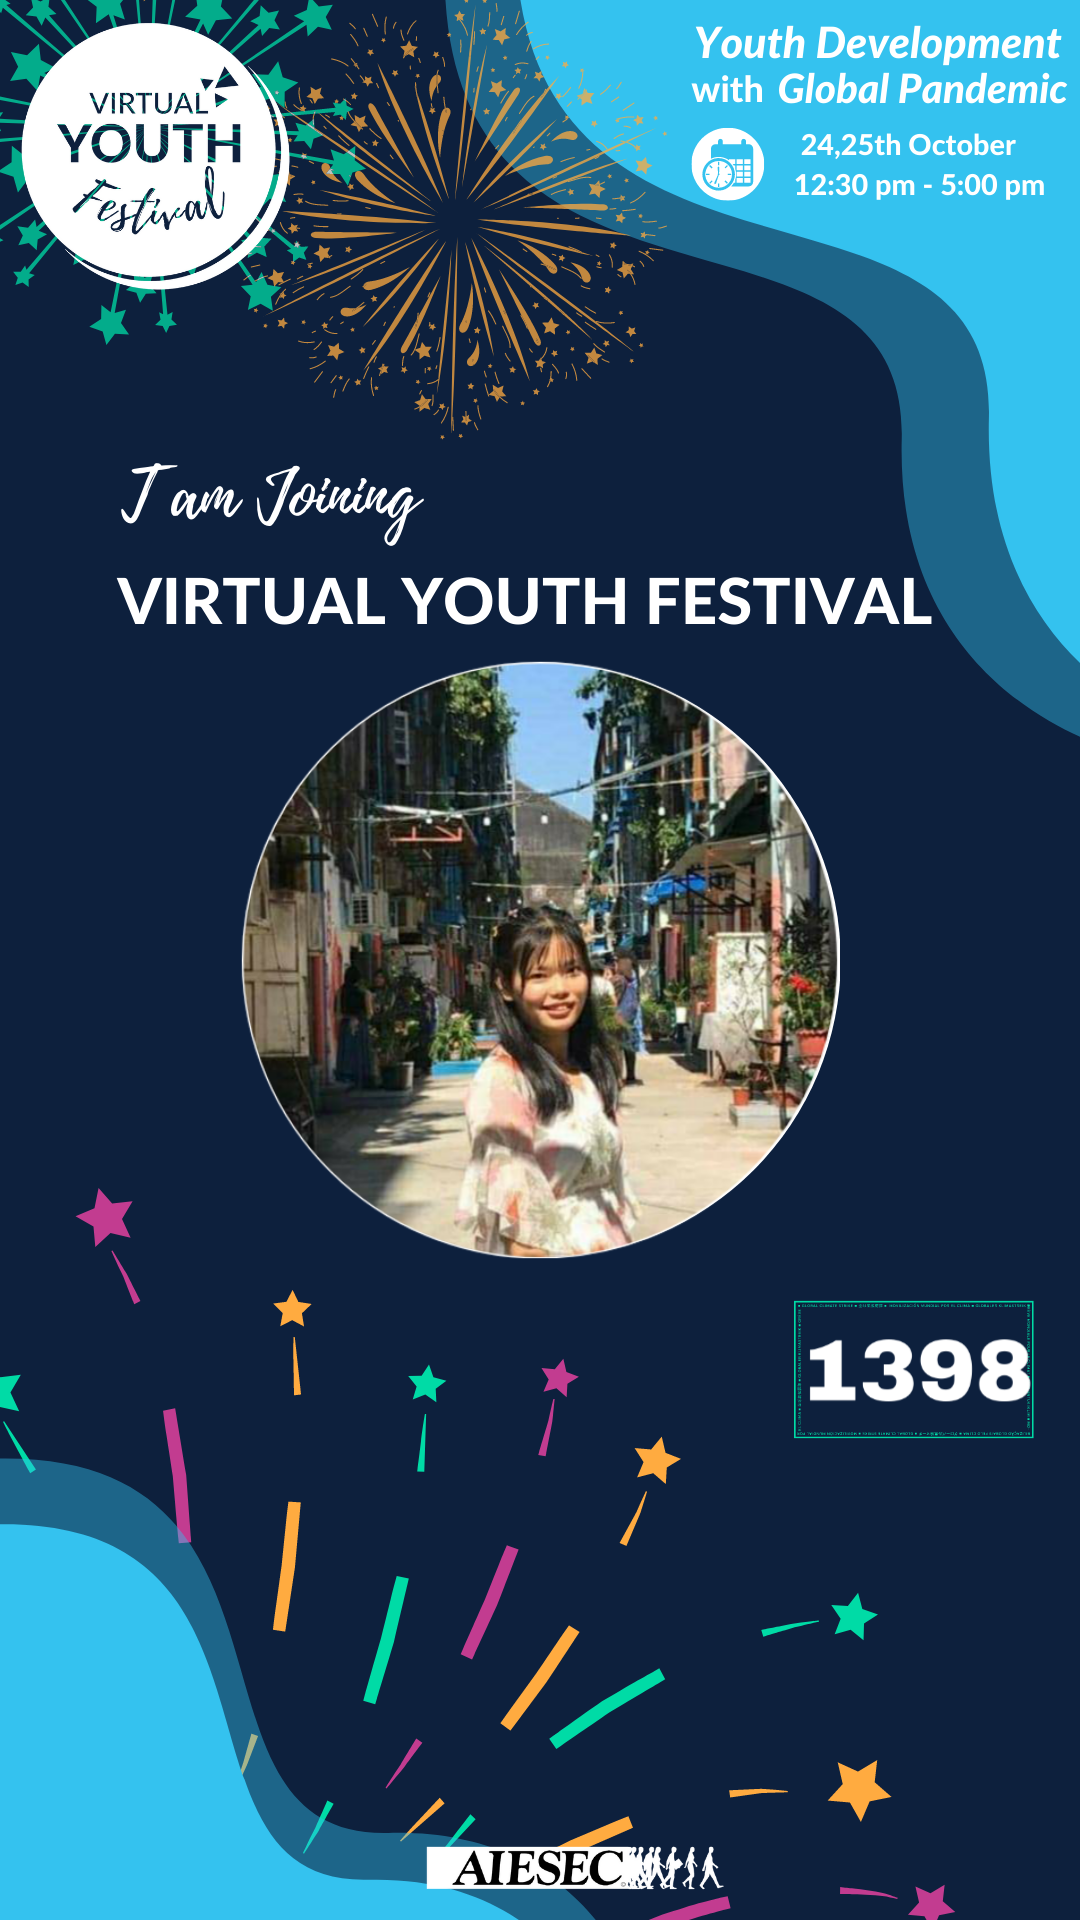 VIRTUAL
YOUTH
Festival
Youth Development
with Global Pandemic
24,25th October
12:30 pm - 5:00 pm
I am Joining
VIRTUAL YOUTH FESTIVAL
1398
AIESEC